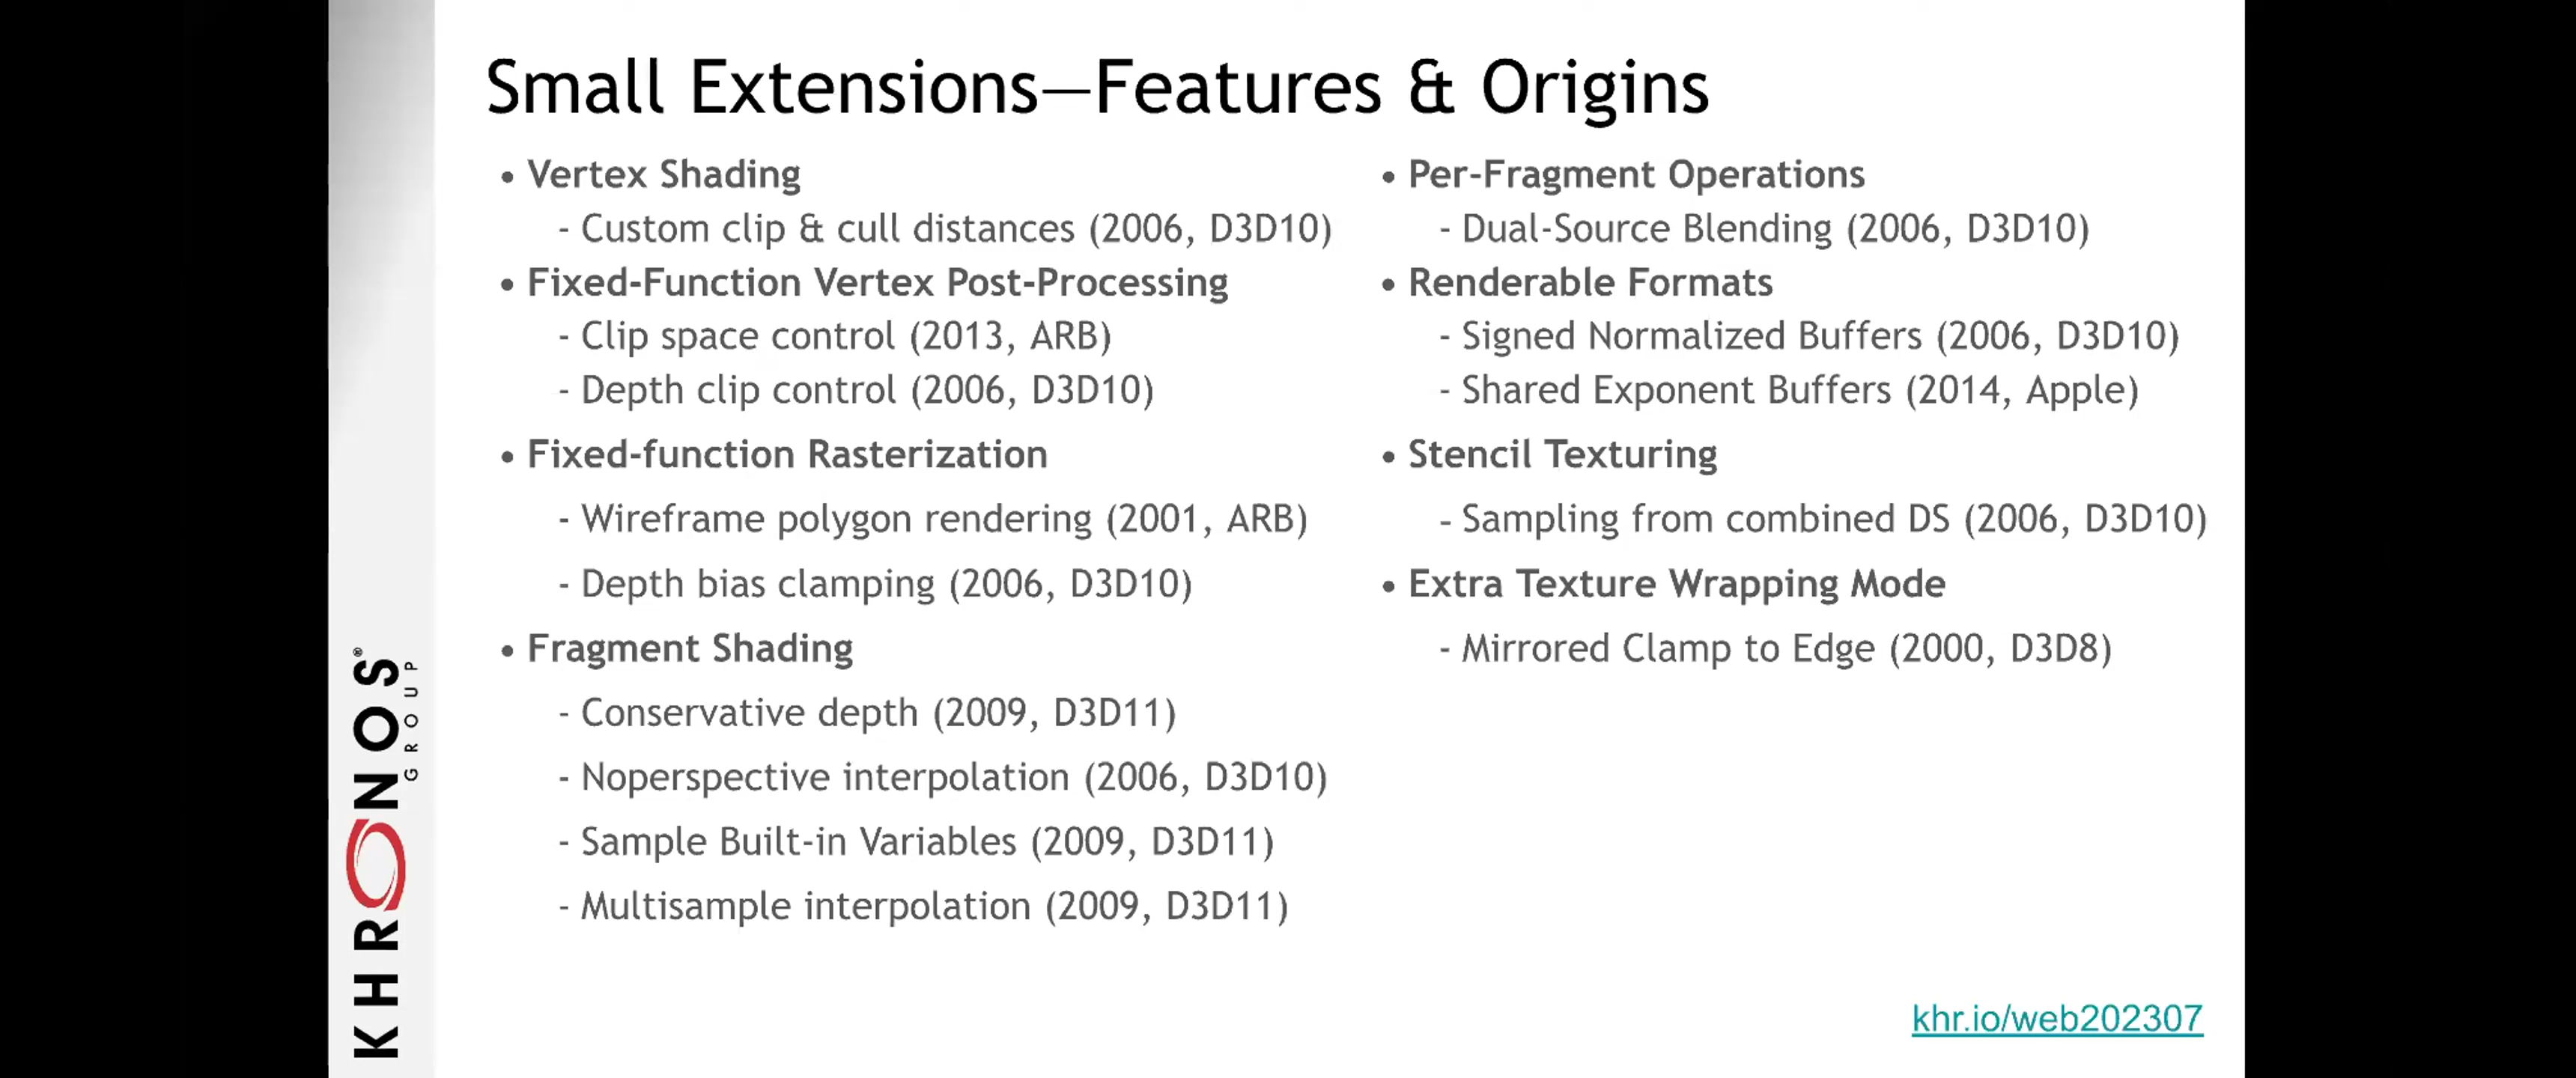 Small Extensions—Features & Origins
• Vertex Shading
- Custom clip & cull distances (2006, D3D10)
• Fixed-Function Vertex Post-Processing
- Clip space control (2013, ARB)
- Depth clip control (2006, D3D10)
• Fixed-function Rasterization
- Wireframe polygon rendering (2001, ARB)
- Depth bias clamping (2006, D3D10)
• Fragment Shading
- Conservative depth (2009, D3D11)
- Noperspective interpolation (2006, D3D10)
- Sample Built-in Variables (2009, D3D11)
- Multisample interpolation (2009, D3D11)
• Per-Fragment Operations
- Dual-Source Blending (2006, D3D10)
• Renderable Formats
- Signed Normalized Buffers (2006, D3D10)
- Shared Exponent Buffers (2014, Apple)
• Stencil Texturing
- Sampling from combined DS (2006, D3D10)
• Extra Texture Wrapping Mode
- Mirrored Clamp to Edge (2000, D3D8)
khr.io/web202307
KHRONOS®
GROUP